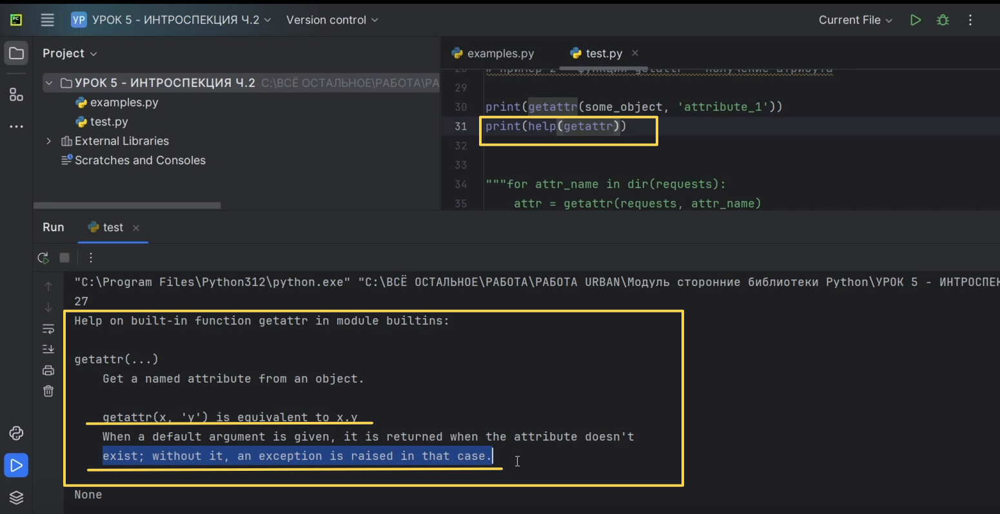 PC
УР УРОК 5 - ИНТРОСПЕКЦИЯ Ч.2 Version control Current File
Project
УРОК 5 - ИНТРОСПЕКЦИЯ Ч.2 C:\ВСЁ ОСТАЛЬНОЕ\РАБОТА\РА
examples.py
test.py
External Libraries
Scratches and Consoles
examples.py test.py
28 # Пример 2 - функция getattr - получение атрибута
29
30 print(getattr(some_object, 'attribute_1'))
31 print(help(getattr))
32
33
34 """for attr_name in dir(requests):
35 attr = getattr(requests, attr_name)
Run test
"C:\Program Files\Python312\python.exe" "C:\ВСЁ ОСТАЛЬНОЕ\РАБОТА\РАБОТА URBAN\Модуль сторонние библиотеки Python\УРОК 5 - ИНТРОСПЕК
27
Help on built-in function getattr in module builtins:
getattr(...)
Get a named attribute from an object.
getattr(x, 'y') is equivalent to x.y
When a default argument is given, it is returned when the attribute doesn't
exist; without it, an exception is raised in that case.
None